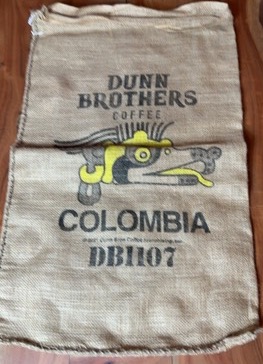 DUNN
BROTHERS
COFFEE
COLOMBIA
DB1107